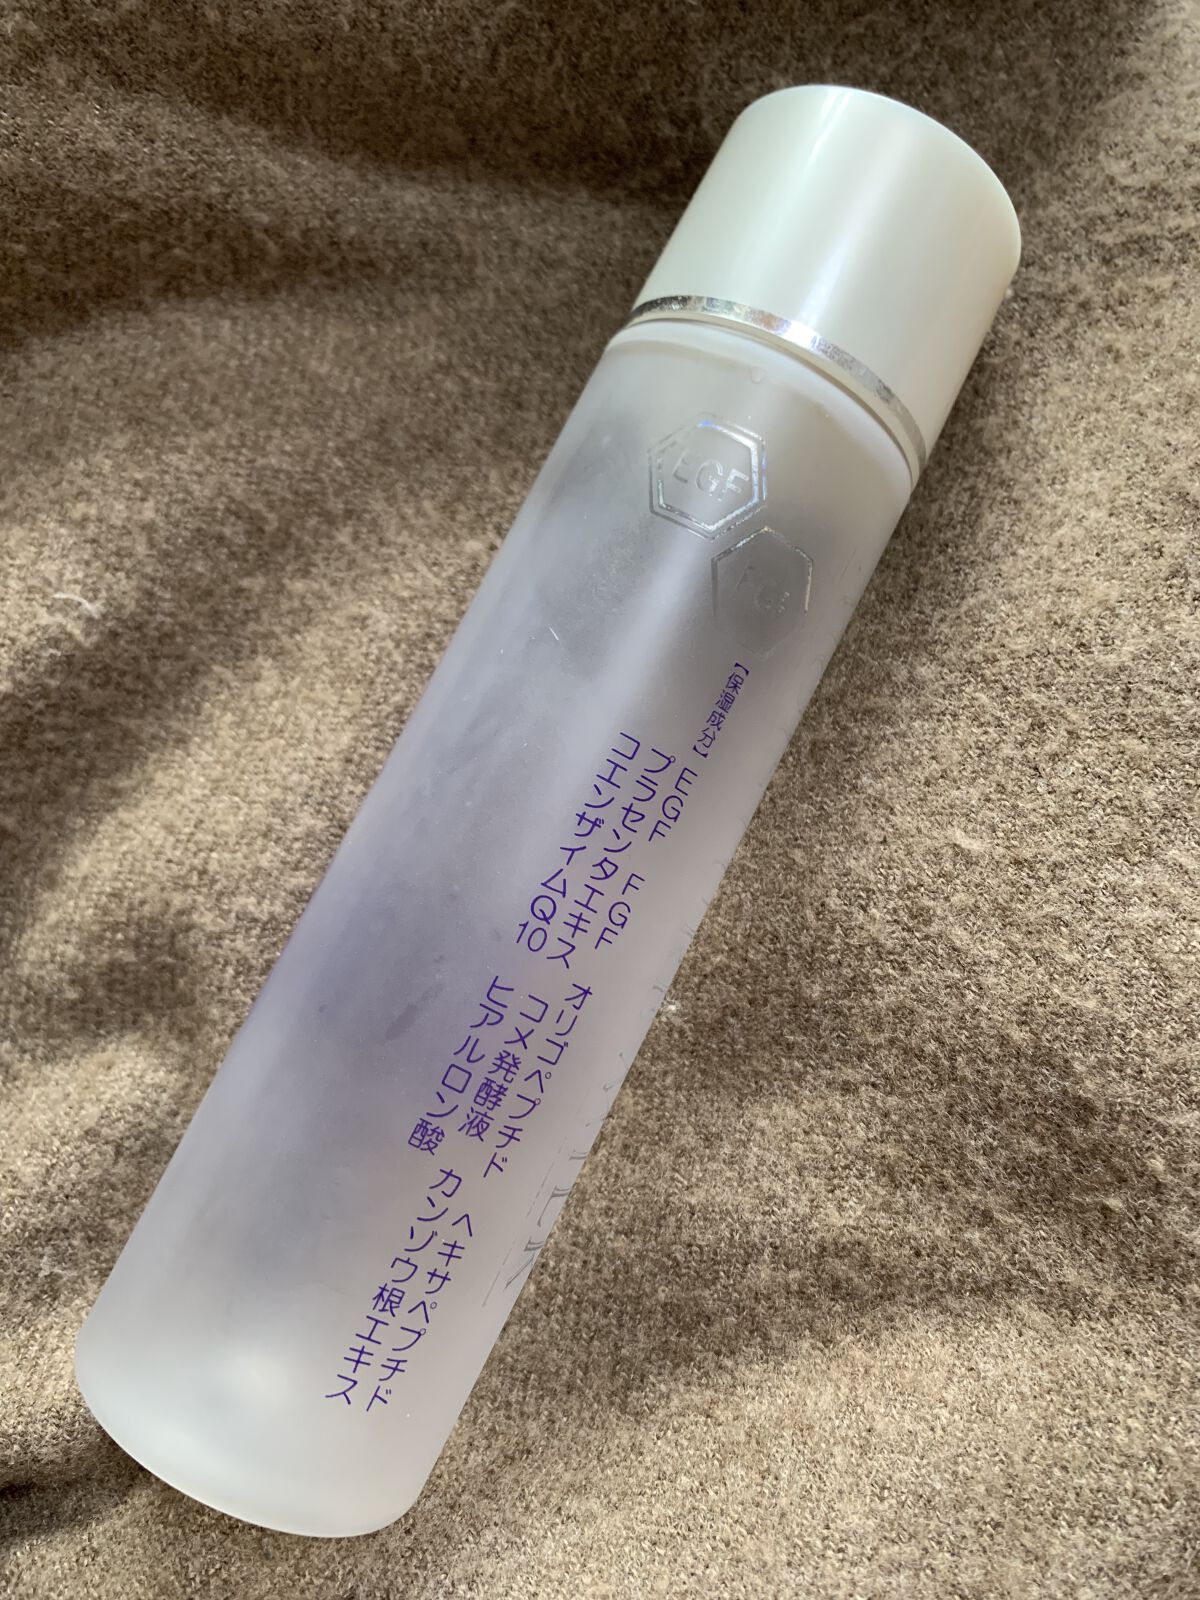 EGF
FGF
【保湿成分】EGF FGF オリゴペプチド ヘキサペプチド
プラセンタエキス コメ発酵液 カンゾウ根エキス
コエンザイムQ10 ヒアルロン酸